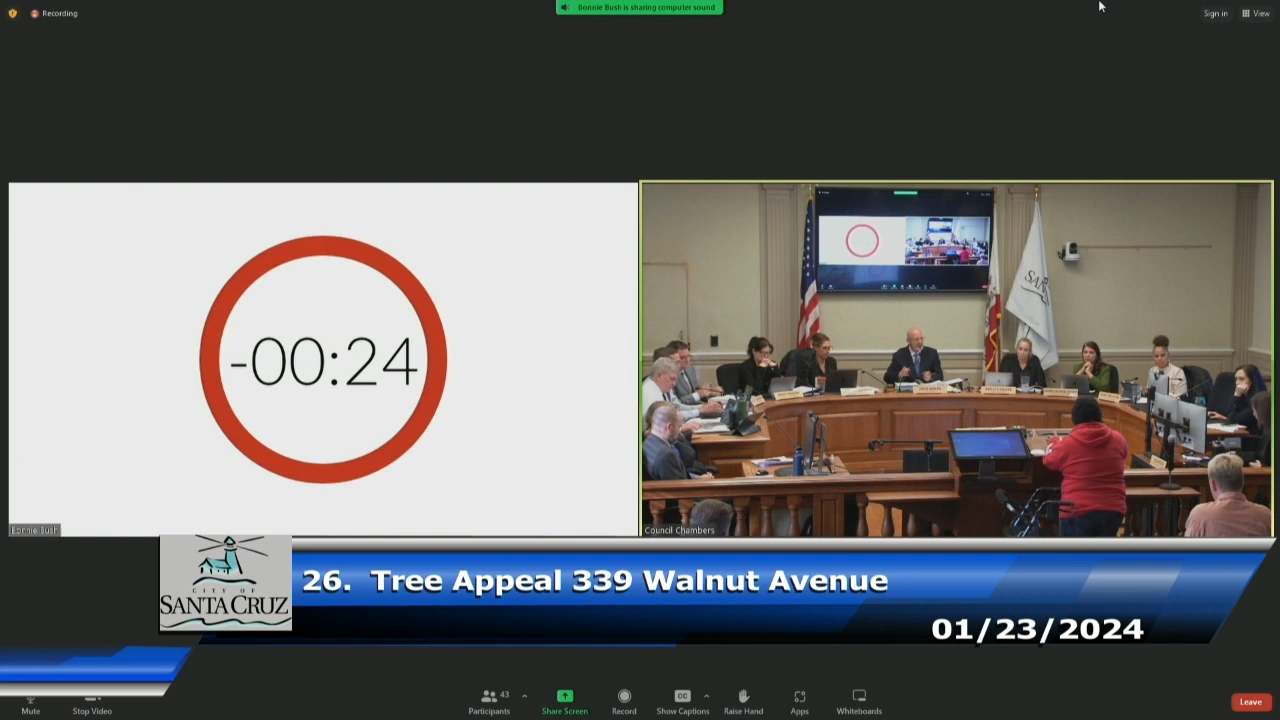 Recording
Bonnie Bush is sharing computer sound
Sign in
View
-00:24
Bonnie Bush
Council Chambers
CITY OF
SANTA CRUZ
26. Tree Appeal 339 Walnut Avenue
01/23/2024
Mute
Stop Video
Participants
43
Share Screen
Record
CC
Show Captions
Raise Hand
Apps
Whiteboards
Leave